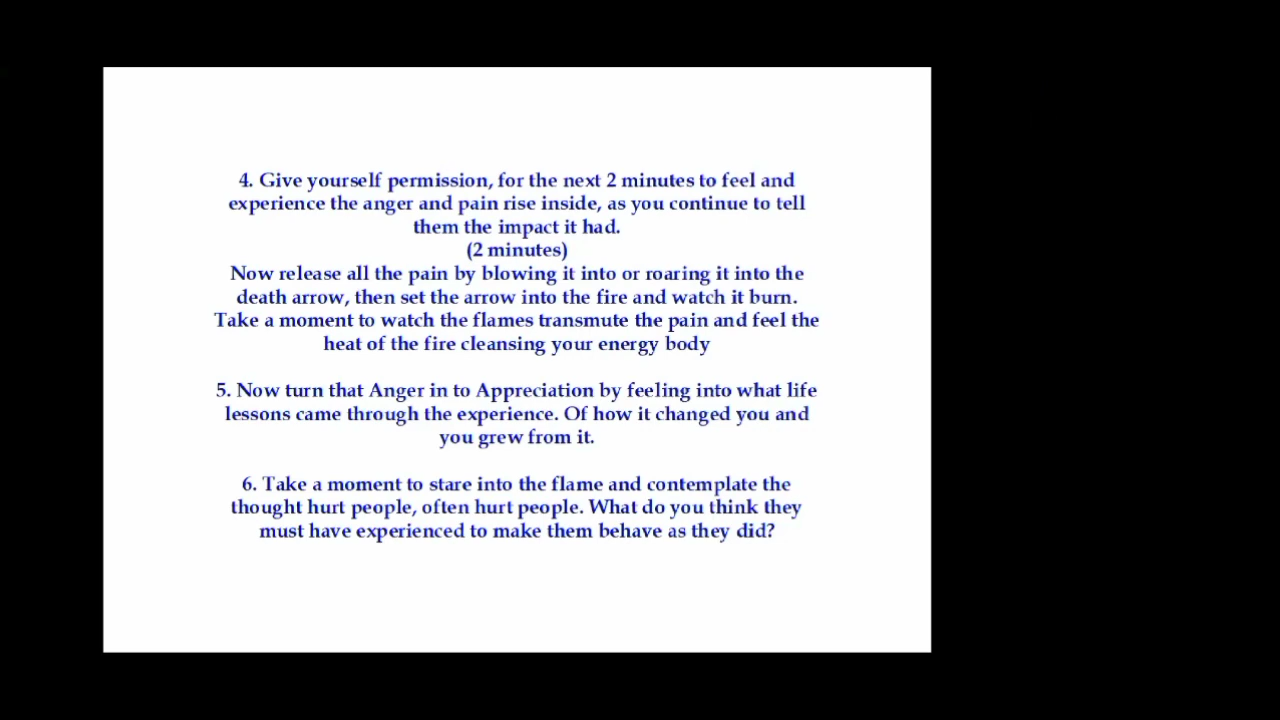 4. Give yourself permission, for the next 2 minutes to feel and
experience the anger and pain rise inside, as you continue to tell
them the impact it had.
(2 minutes)
Now release all the pain by blowing it into or roaring it into the
death arrow, then set the arrow into the fire and watch it burn.
Take a moment to watch the flames transmute the pain and feel the
heat of the fire cleansing your energy body
5. Now turn that Anger in to Appreciation by feeling into what life
lessons came through the experience. Of how it changed you and
you grew from it.
6. Take a moment to stare into the flame and contemplate the
thought hurt people, often hurt people. What do you think they
must have experienced to make them behave as they did?